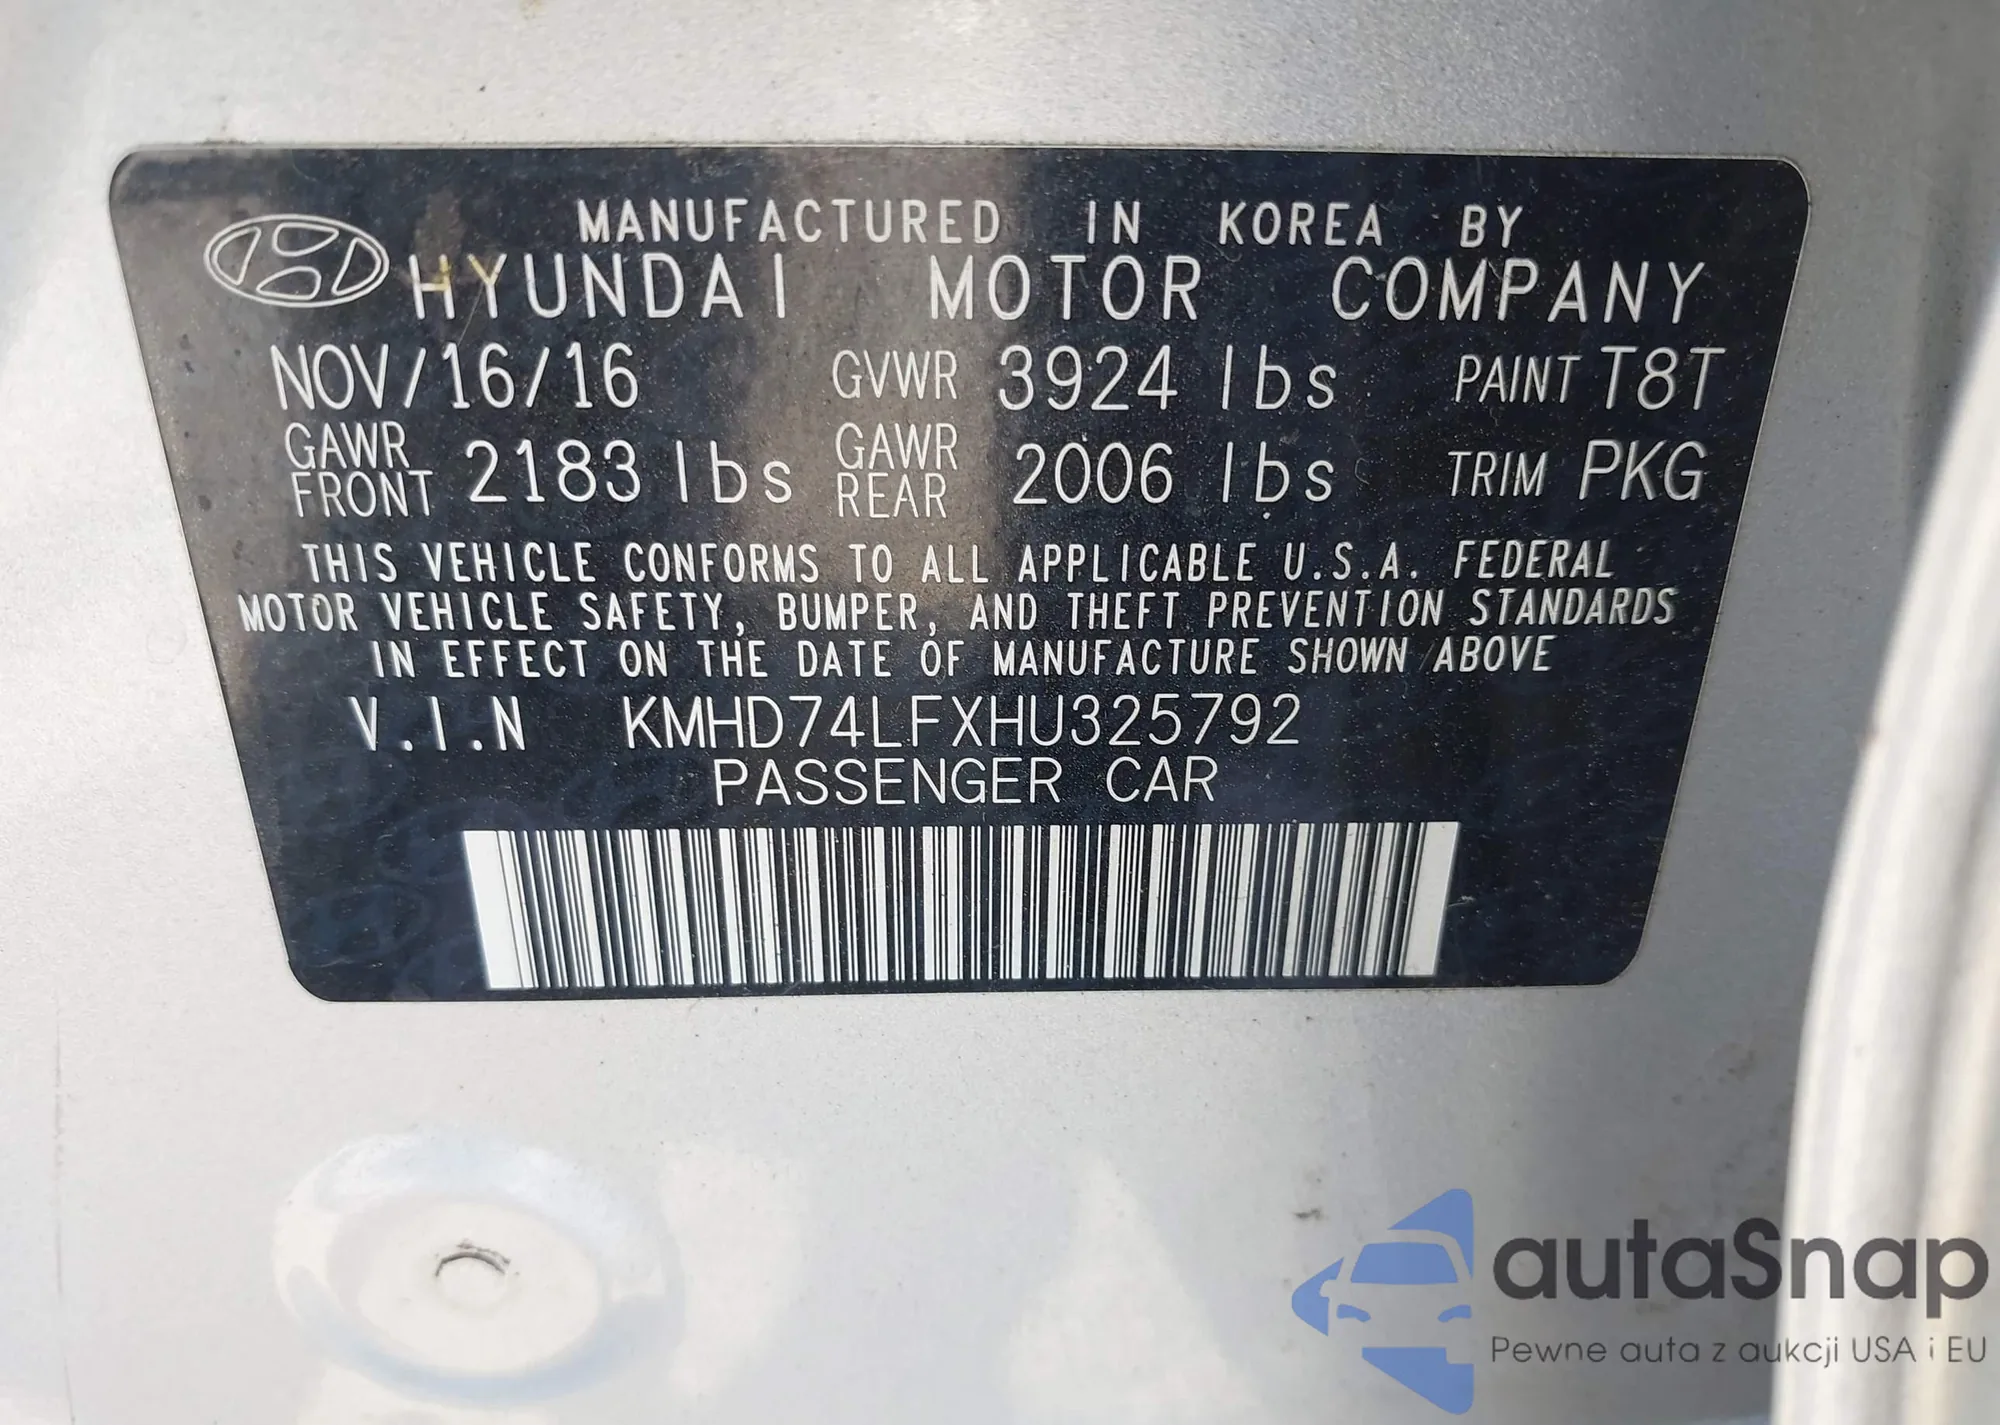 MANUFACTURED IN KOREA BY
HYUNDAI MOTOR COMPANY
NOV/16/16 GVWR 3924 lbs PAINT T8T
GAWR FRONT 2183 lbs GAWR REAR 2006 lbs TRIM PKG
THIS VEHICLE CONFORMS TO ALL APPLICABLE U.S.A. FEDERAL
MOTOR VEHICLE SAFETY, BUMPER, AND THEFT PREVENTION STANDARDS
IN EFFECT ON THE DATE OF MANUFACTURE SHOWN ABOVE
V.I.N KMHD74LFXHU325792
PASSENGER CAR
autaSnap
Pewne auta z aukcji USA i EU